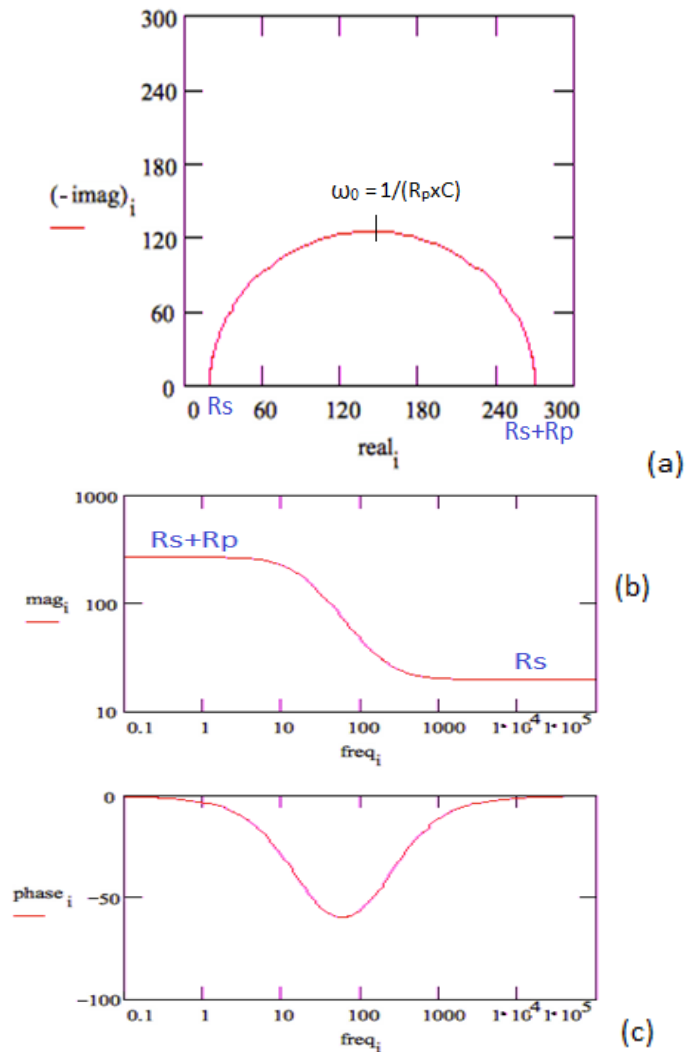 300
240
180
(-imag)i
ω0 = 1/(RPxC)
120
60
0
0 Rs 60 120 180 240 300
Rs+Rp
reali
(a)
1000
Rs+Rp
(b)
magi
100
Rs
10
0.1 1 10 100 1000 1·10^4 1·10^5
freqi
0
phasei
−50
−100
0.1 1 10 100 1000 1·10^4 1·10^5
freqi
(c)